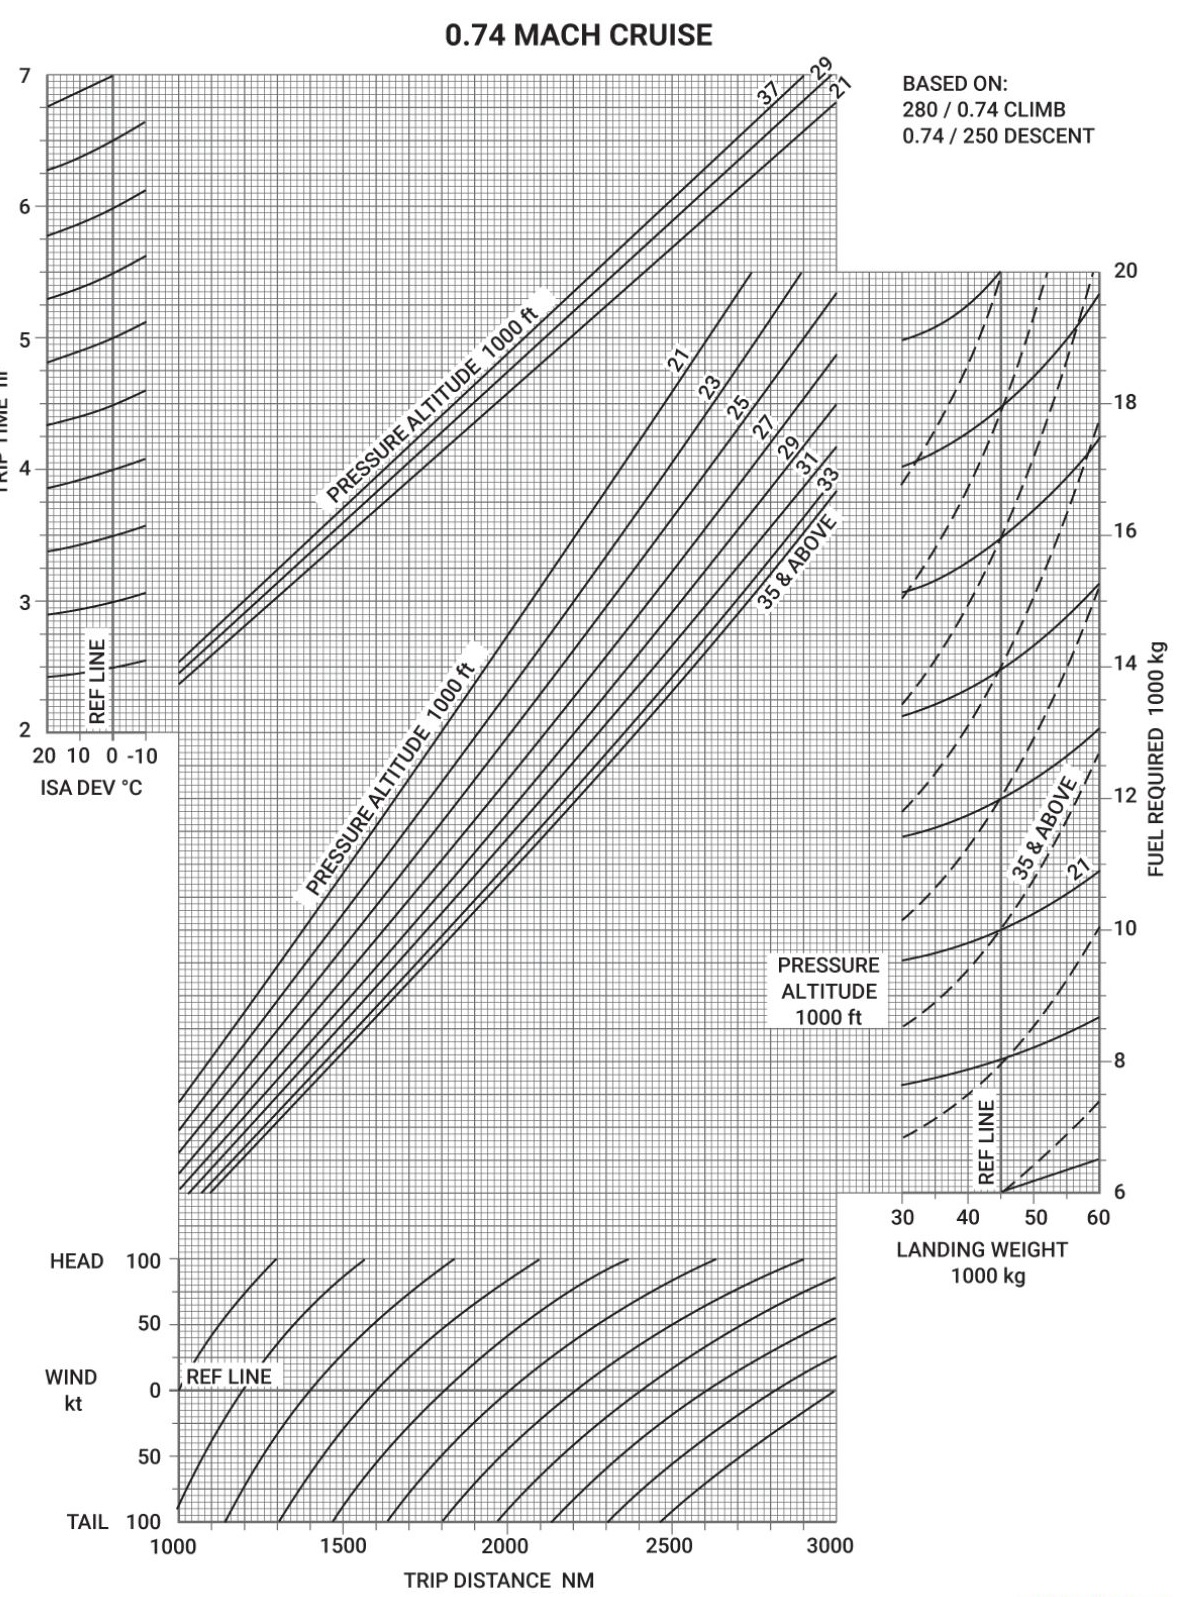 0.74 MACH CRUISE
BASED ON:
280 / 0.74 CLIMB
0.74 / 250 DESCENT
7
6
5
4
3
2
20 10 0 -10
ISA DEV °C
REF LINE
37
29
21
PRESSURE ALTITUDE 1000 ft
21
23
25
27
29
31
33
35 & ABOVE
PRESSURE ALTITUDE 1000 ft
20
18
16
14
12
10
8
6
FUEL REQUIRED 1000 kg
35 & ABOVE
21
PRESSURE
ALTITUDE
1000 ft
REF LINE
30 40 50 60
LANDING WEIGHT
1000 kg
HEAD 100
50
WIND
kt
0
REF LINE
50
TAIL 100
1000 1500 2000 2500 3000
TRIP DISTANCE NM